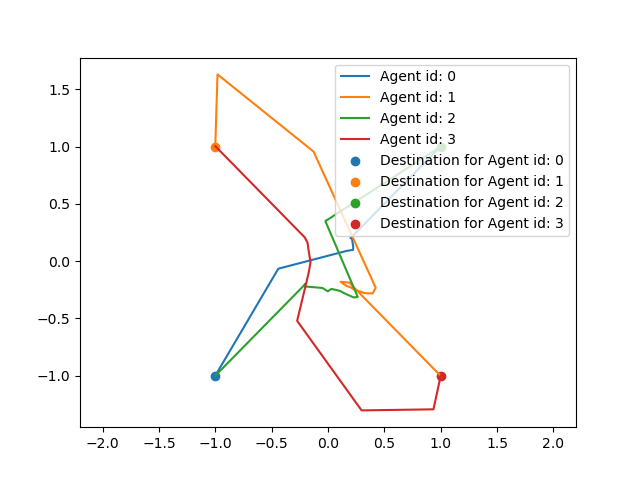 1.5
1.0
0.5
0.0
−0.5
−1.0
−2.0 −1.5 −1.0 −0.5 0.0 0.5 1.0 1.5 2.0
Agent id: 0
Agent id: 1
Agent id: 2
Agent id: 3
Destination for Agent id: 0
Destination for Agent id: 1
Destination for Agent id: 2
Destination for Agent id: 3